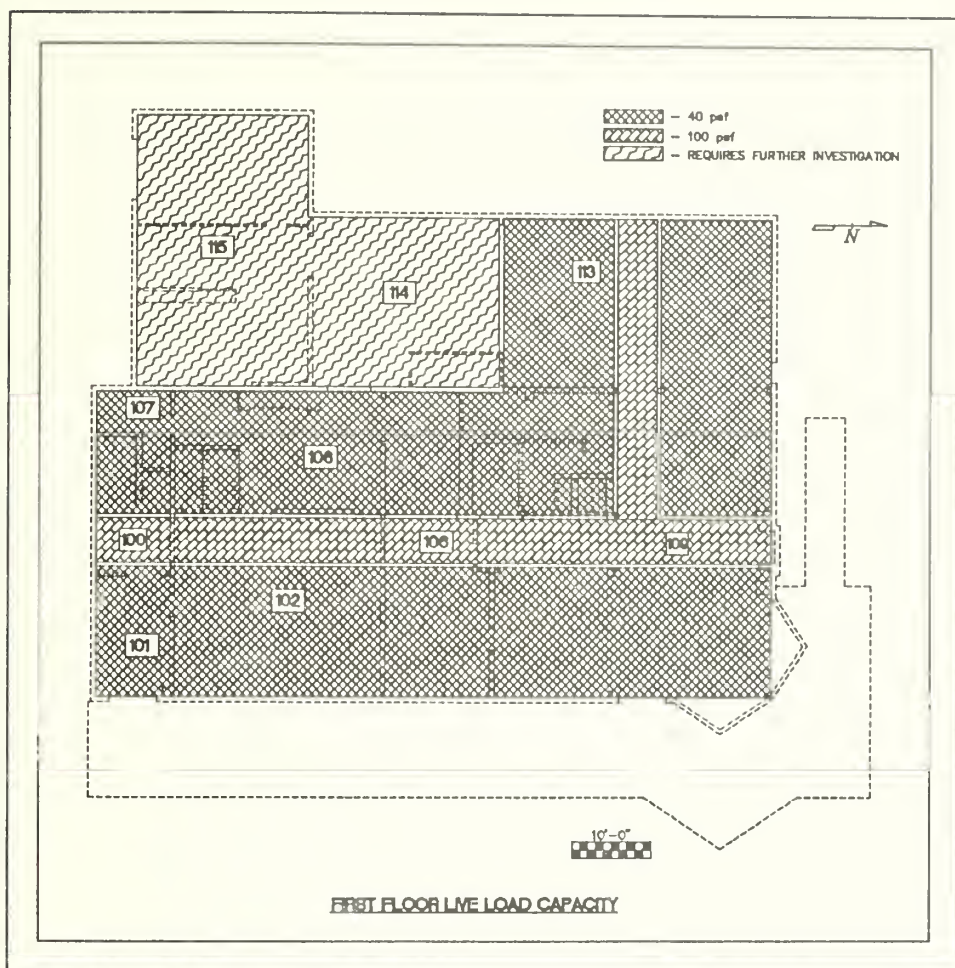 - 40 psf
- 100 psf
- REQUIRES FURTHER INVESTIGATION
N
115
113
114
107
106
100
106
109
102
101
10'-0"
FIRST FLOOR LIVE LOAD CAPACITY